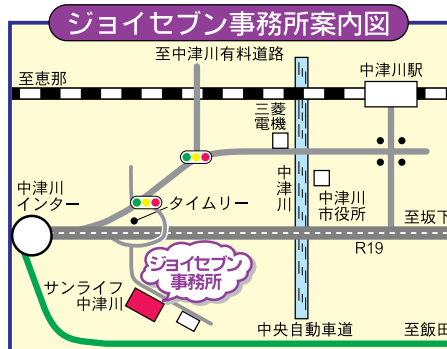 ジョイセブン事務所案内図
至中津川有料道路
至恵那
中津川駅
三菱
電機
中津川
中津川
市役所
中津川
インター
タイムリー
至坂下
R19
ジョイセブン
事務所
サンライフ
中津川
中央自動車道
至飯田